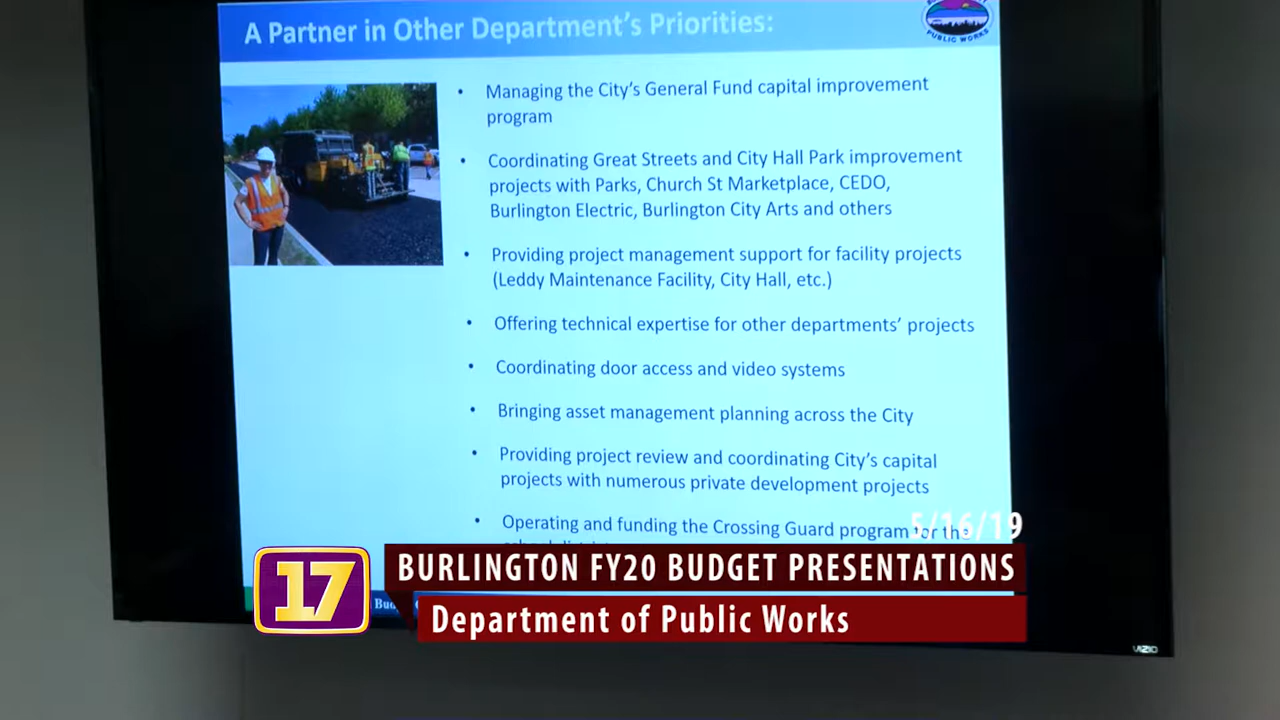 A Partner in Other Department's Priorities:
PUBLIC WORKS
• Managing the City's General Fund capital improvement
program
• Coordinating Great Streets and City Hall Park improvement
projects with Parks, Church St Marketplace, CEDO,
Burlington Electric, Burlington City Arts and others
• Providing project management support for facility projects
(Leddy Maintenance Facility, City Hall, etc.)
• Offering technical expertise for other departments' projects
• Coordinating door access and video systems
• Bringing asset management planning across the City
• Providing project review and coordinating City's capital
projects with numerous private development projects
• Operating and funding the Crossing Guard program for the
5/16/19
17
BURLINGTON FY20 BUDGET PRESENTATIONS
Department of Public Works
VIZIO